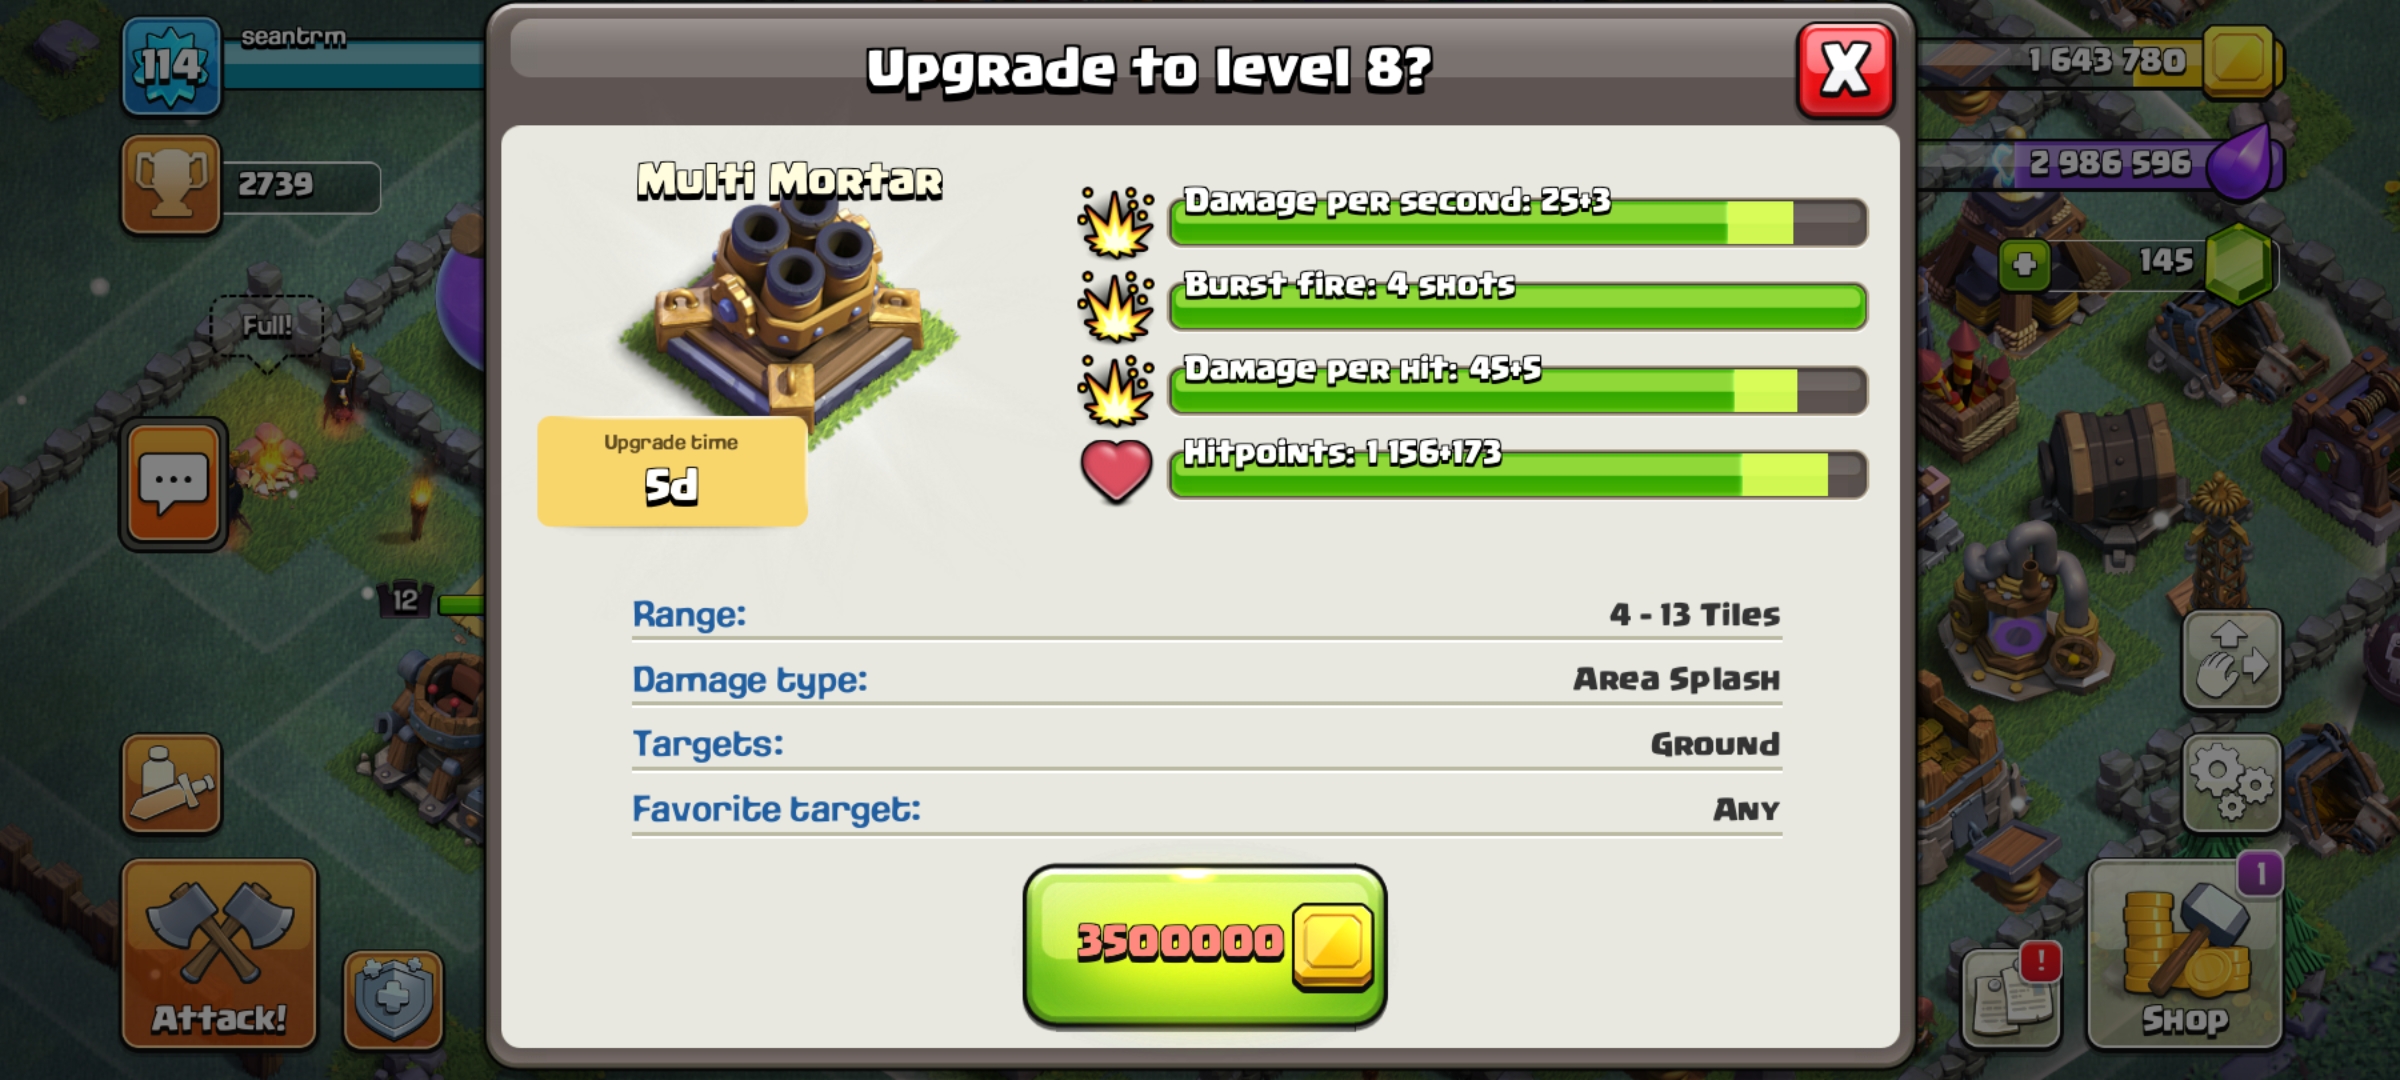 114
seantrm
2739
Full!
12
Attack!
Upgrade to level 8?
X
Multi Mortar
Upgrade time
5d
Damage per second: 25+3
Burst fire: 4 shots
Damage per hit: 45+5
Hitpoints: 1 156+173
Range:
4 - 13 Tiles
Damage type:
Area Splash
Targets:
Ground
Favorite target:
Any
3500000
1 643 780
2 986 596
145
1
!
Shop